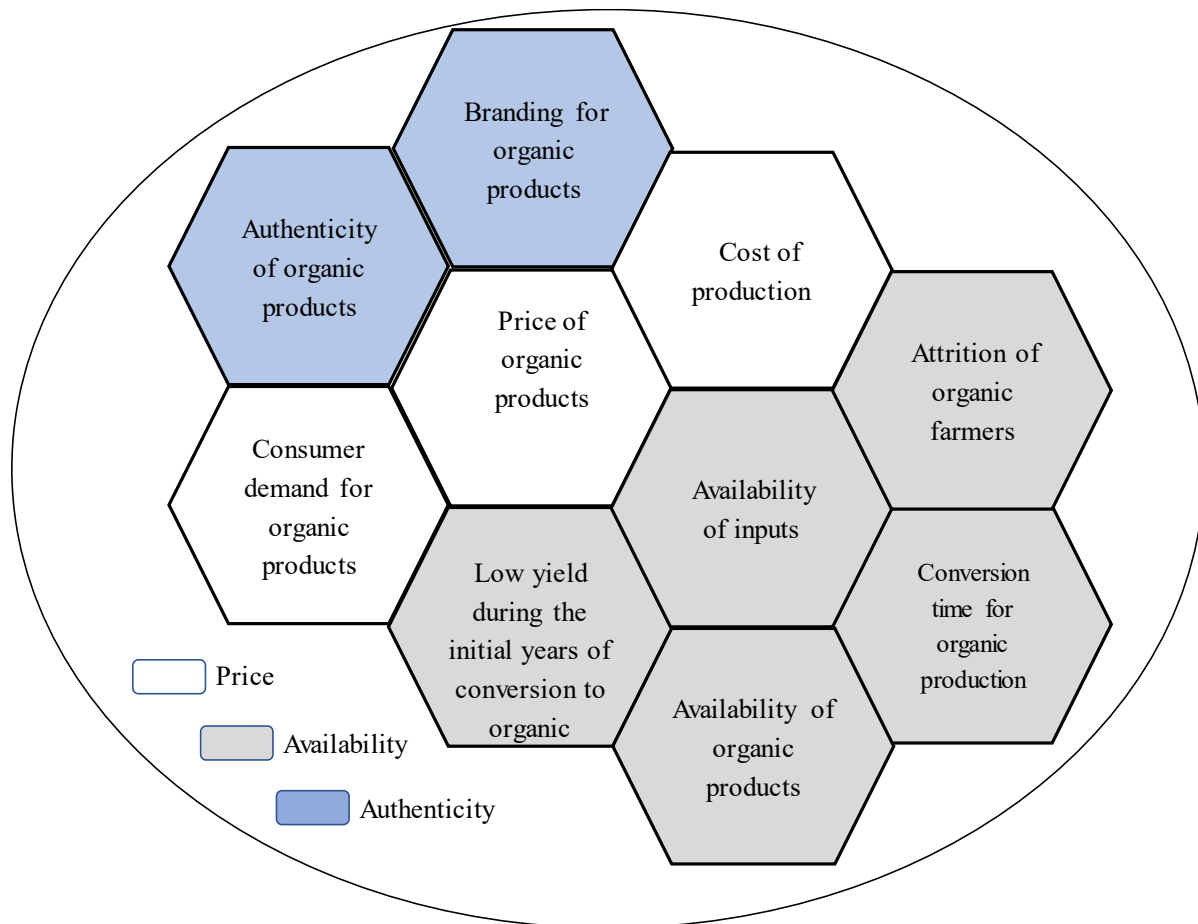 Branding for
organic
products
Authenticity
of organic
products
Cost of
production
Price of
organic
products
Attrition of
organic
farmers
Consumer
demand for
organic
products
Availability
of inputs
Low yield
during the
initial years of
conversion to
organic
Conversion
time for
organic
production
Availability of
organic
products
Price
Availability
Authenticity